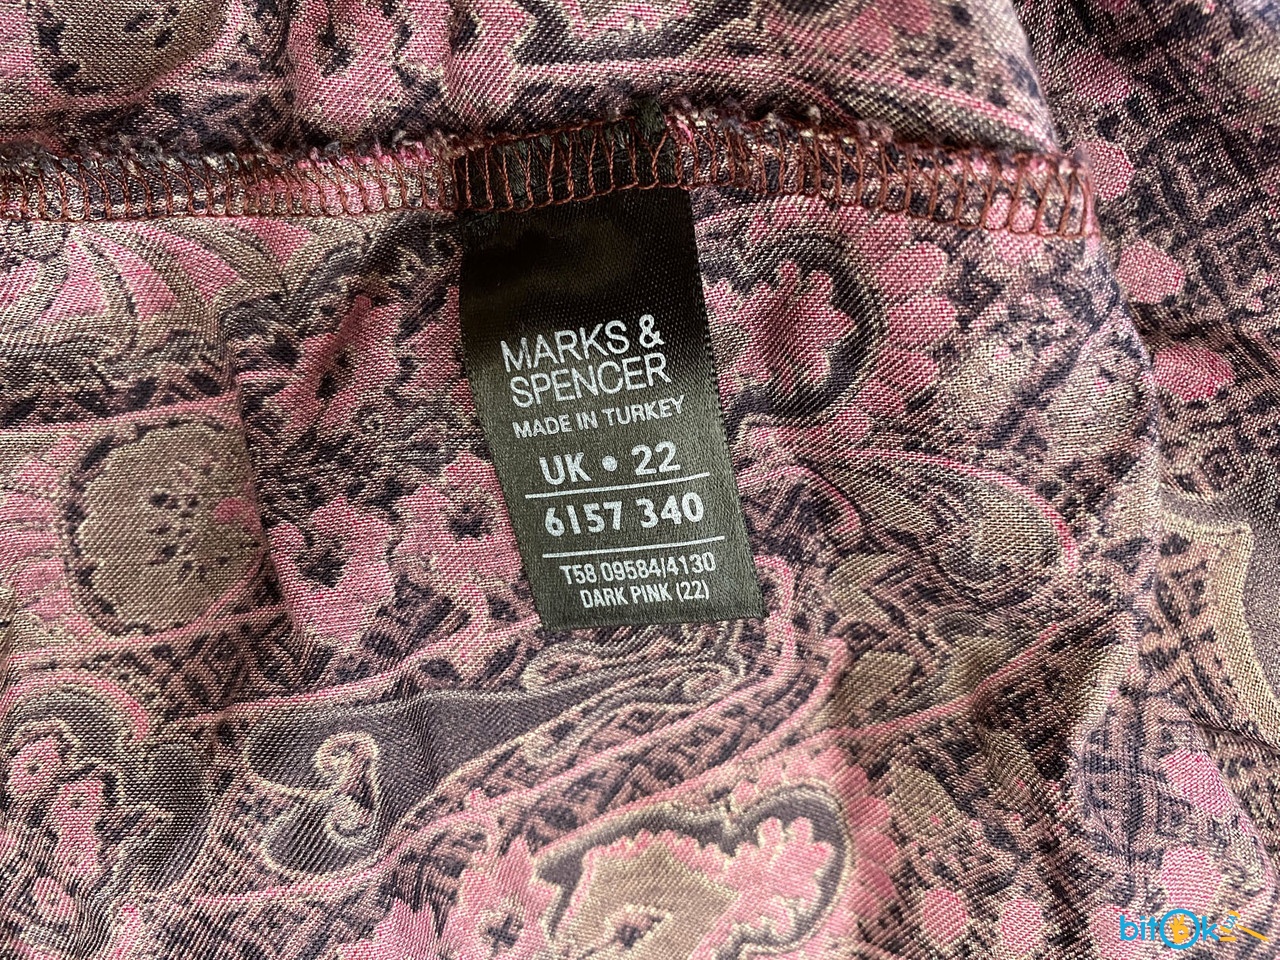 MARKS &
SPENCER
MADE IN TURKEY
UK • 22
6157 340
T58 09584/4130
DARK PINK (22)
bitOk